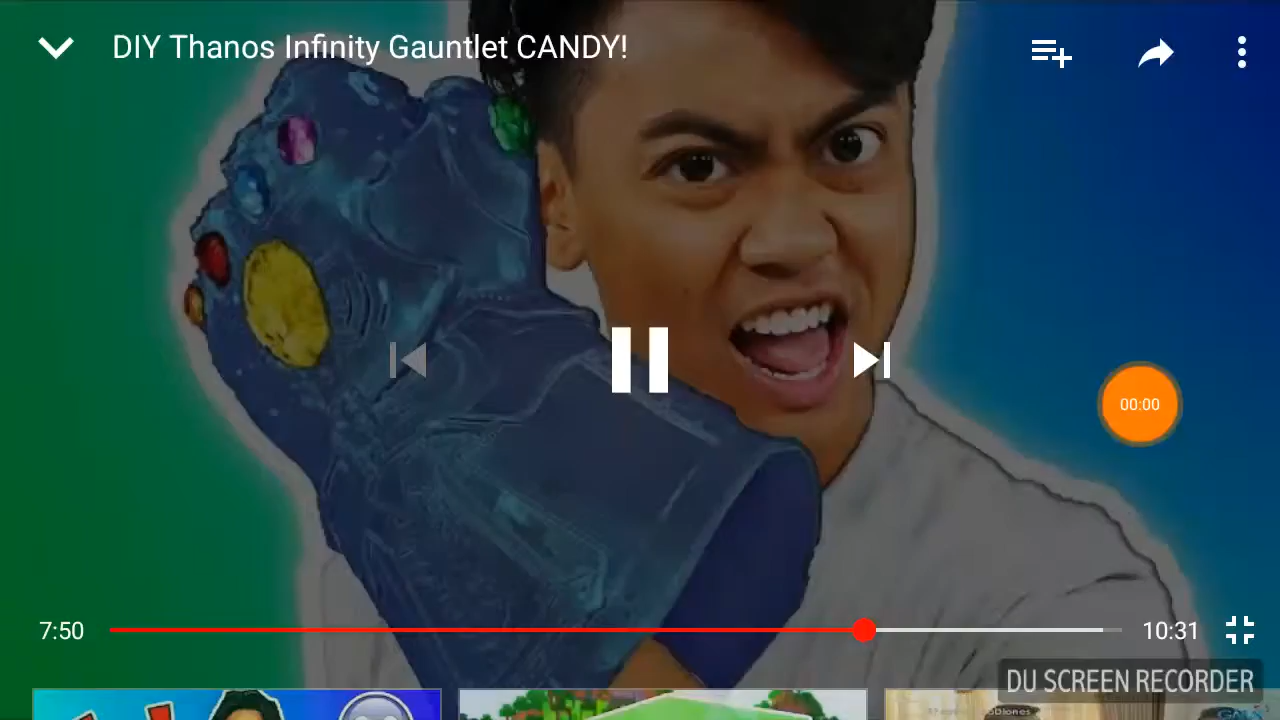 DIY Thanos Infinity Gauntlet CANDY!
00:00
7:50
10:31
DU SCREEN RECORDER